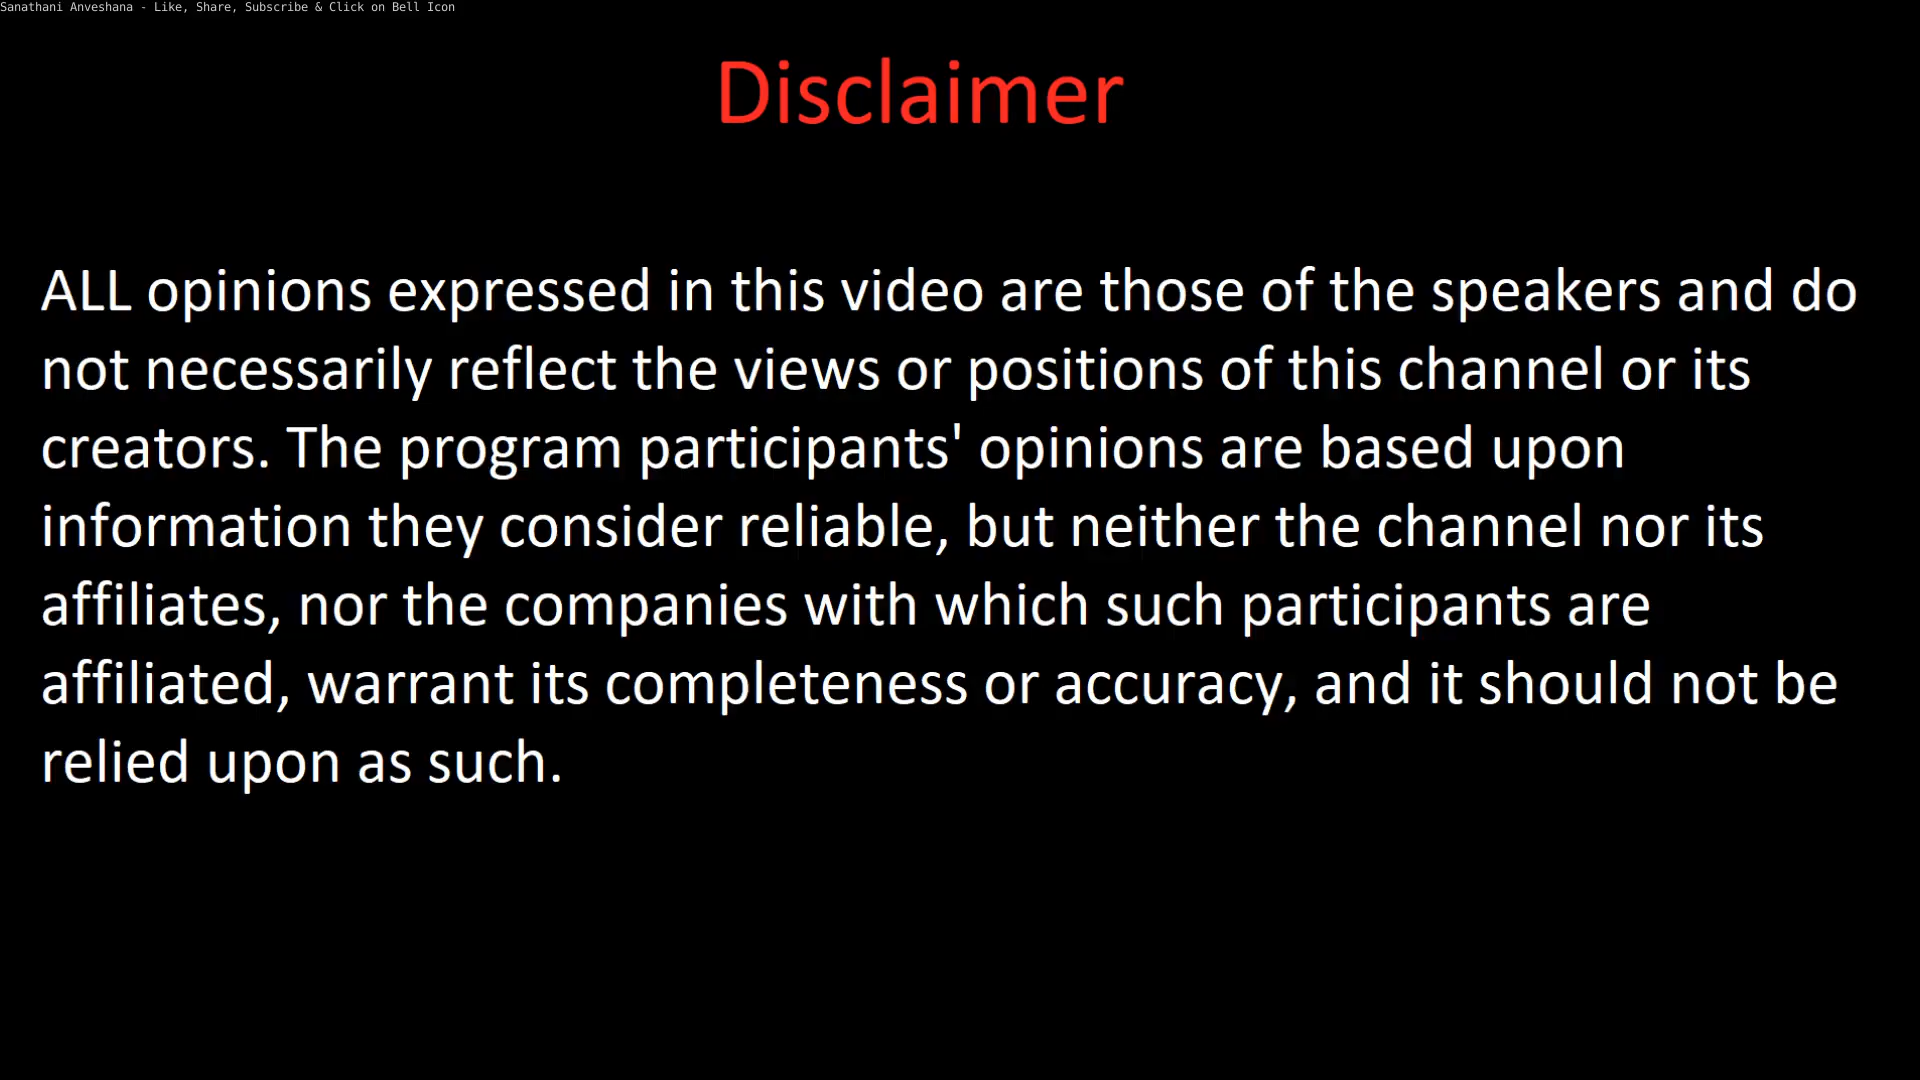 Sanathani Anveshana - Like, Share, Subscribe & Click on Bell Icon
Disclaimer
ALL opinions expressed in this video are those of the speakers and do
not necessarily reflect the views or positions of this channel or its
creators. The program participants' opinions are based upon
information they consider reliable, but neither the channel nor its
affiliates, nor the companies with which such participants are
affiliated, warrant its completeness or accuracy, and it should not be
relied upon as such.